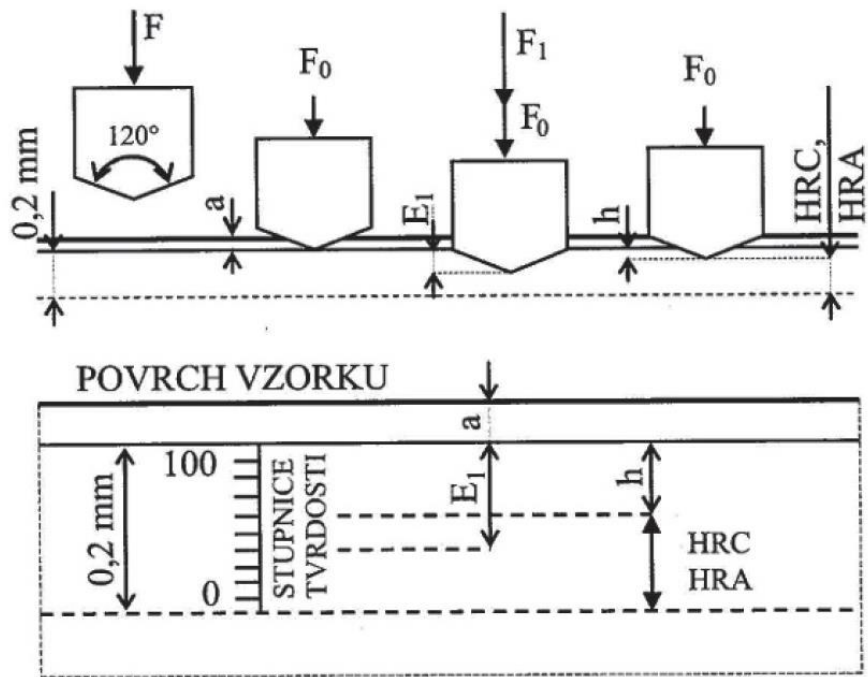 F
F₀
F₁
F₀
F₀
120°
0,2 mm
a
E₁
h
HRC,
HRA
POVRCH VZORKU
a
100
0,2 mm
STUPNICE
TVRDOSTI
E₁
h
HRC
HRA
0